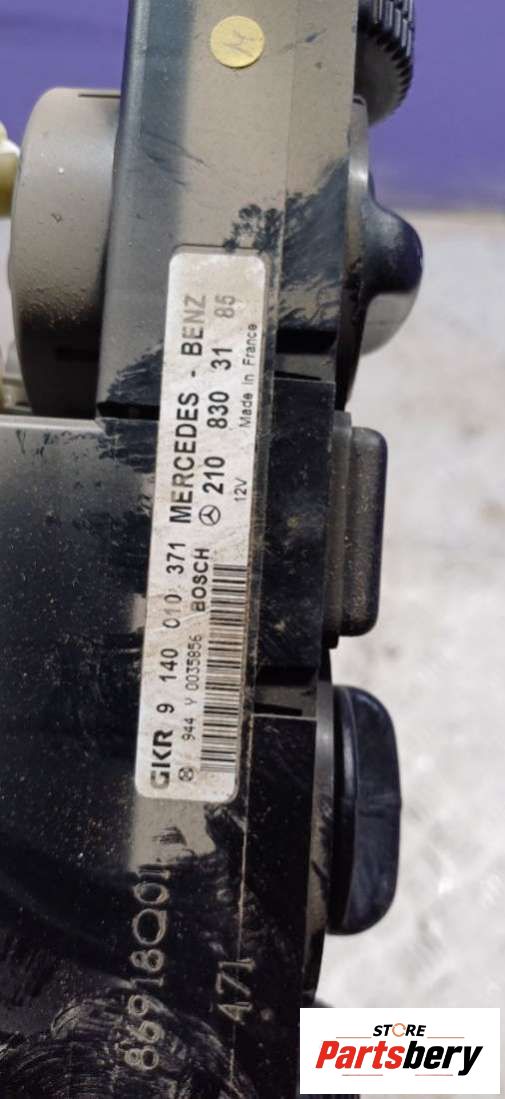 GKR 9 140 010 371 MERCEDES - BENZ
944 Y 0035856 BOSCH 210 830 31 85
12V Made in France
471
STORE
Partsbery